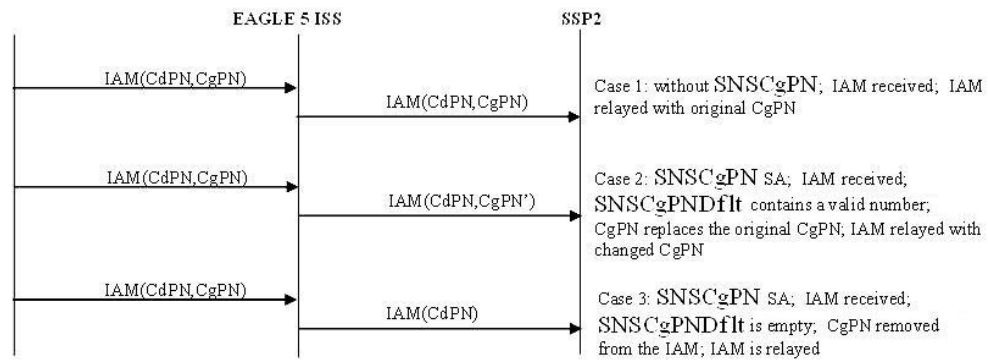 EAGLE 5 ISS SSP2
IAM(CdPN,CgPN)
IAM(CdPN,CgPN)
Case 1: without SNSCgPN; IAM received; IAM
relayed with original CgPN
IAM(CdPN,CgPN)
IAM(CdPN,CgPN’)
Case 2: SNSCgPN SA; IAM received;
SNSCgPNDflt contains a valid number;
CgPN replaces the original CgPN; IAM relayed with
changed CgPN
IAM(CdPN,CgPN)
IAM(CdPN)
Case 3: SNSCgPN SA; IAM received;
SNSCgPNDflt is empty; CgPN removed
from the IAM; IAM is relayed